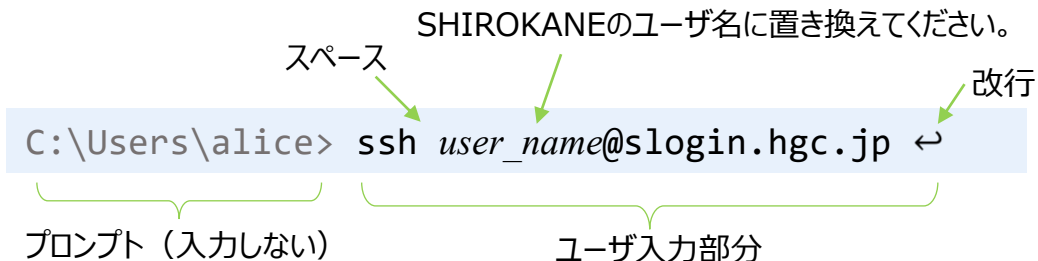 SHIROKANEのユーザ名に置き換えてください。
スペース
改行
C:\Users\alice> ssh user_name@slogin.hgc.jp ↩
プロンプト（入力しない）
ユーザ入力部分